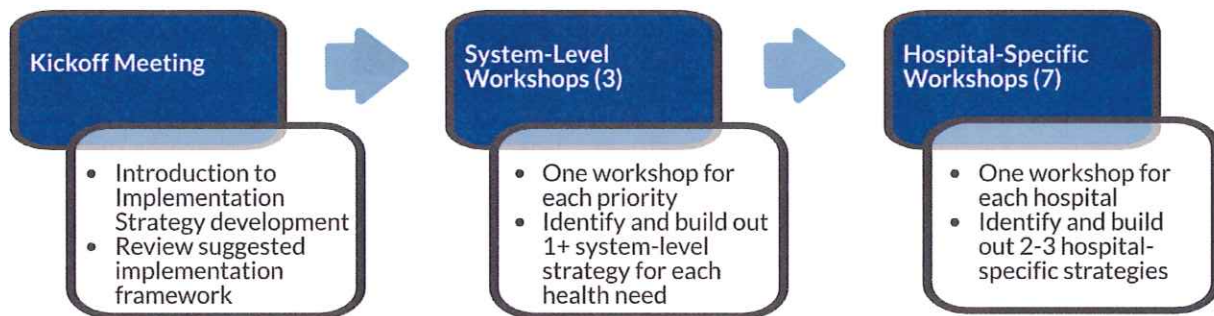 Kickoff Meeting
• Introduction to
Implementation
Strategy development
• Review suggested
implementation
framework
System-Level
Workshops (3)
• One workshop for
each priority
• Identify and build out
1+ system-level
strategy for each
health need
Hospital-Specific
Workshops (7)
• One workshop for
each hospital
• Identify and build
out 2-3 hospital-
specific strategies